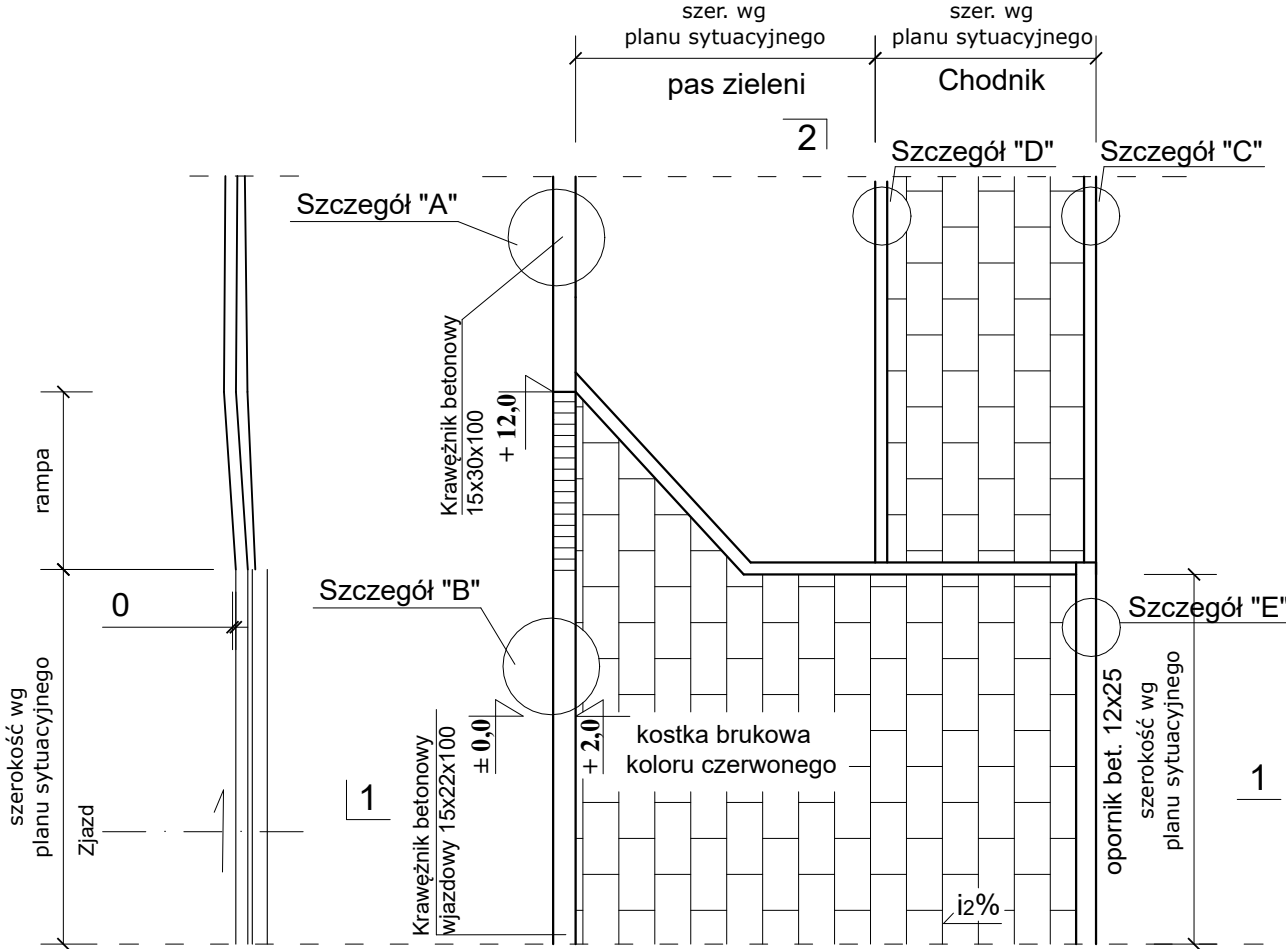 szer. wg
planu sytuacyjnego
szer. wg
planu sytuacyjnego
pas zieleni
Chodnik
2
Szczegół "D"
Szczegół "C"
Szczegół "A"
Krawężnik betonowy
15x30x100
+ 12,0
rampa
Szczegół "B"
0
Szczegół "E"
szerokość wg
planu sytuacyjnego
Zjazd
1
Krawężnik betonowy
wjazdowy 15x22x100
± 0,0
+ 2,0
kostka brukowa
koloru czerwonego
opornik bet. 12x25
szerokość wg
planu sytuacyjnego
1
i2%